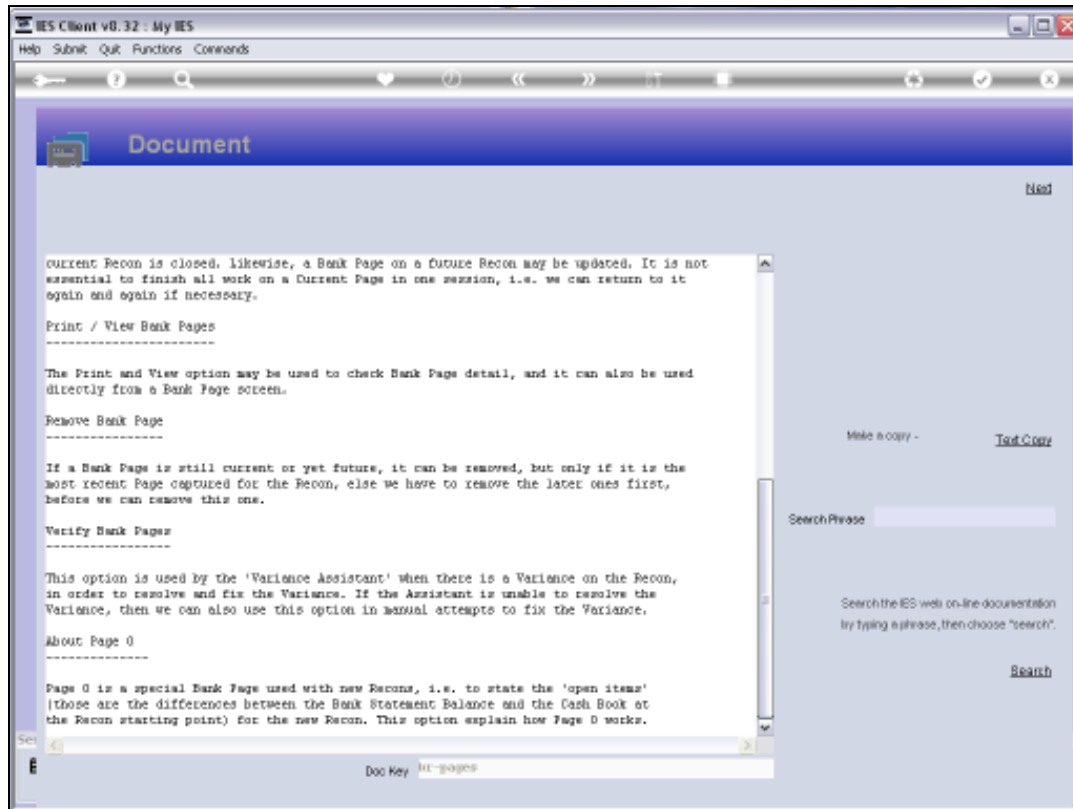 IES Client v8.32 : My IES
Help Submit Quit Functions Commands
Document
Next
current Recon is closed. likewise, a Bank Page on a future Recon may be updated. It is not
essential to finish all work on a Current Page in one session, i.e. we can return to it
again and again if necessary.
Print / View Bank Pages
-----------------------
The Print and View option may be used to check Bank Page detail, and it can also be used
directly from a Bank Page screen.
Remove Bank Page
----------------
If a Bank Page is still current or yet future, it can be removed, but only if it is the
most recent Page captured for the Recon, else we have to remove the later ones first,
before we can remove this one.
Verify Bank Pages
-----------------
This option is used by the 'Variance Assistant' when there is a Variance on the Recon,
in order to resolve and fix the Variance. If the Assistant is unable to resolve the
Variance, then we can also use this option in manual attempts to fix the Variance.
About Page 0
--------------
Page 0 is a special Bank Page used with new Recons, i.e. to state the 'open items'
(those are the differences between the Bank Statement Balance and the Cash Book at
the Recon starting point) for the new Recon. This option explain how Page 0 works.
Make a copy -
Text Copy
Search Phrase
Search the IES web on-line documentation
by typing a phrase, then choose "search".
Search
Doc Key br-pages